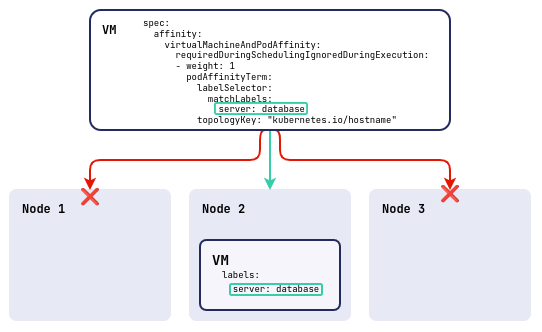 VM
spec:
  affinity:
    virtualMachineAndPodAffinity:
      requiredDuringSchedulingIgnoredDuringExecution:
      - weight: 1
        podAffinityTerm:
          labelSelector:
            matchLabels:
              server: database
          topologyKey: "kubernetes.io/hostname"
Node 1
Node 2
Node 3
VM
labels:
  server: database